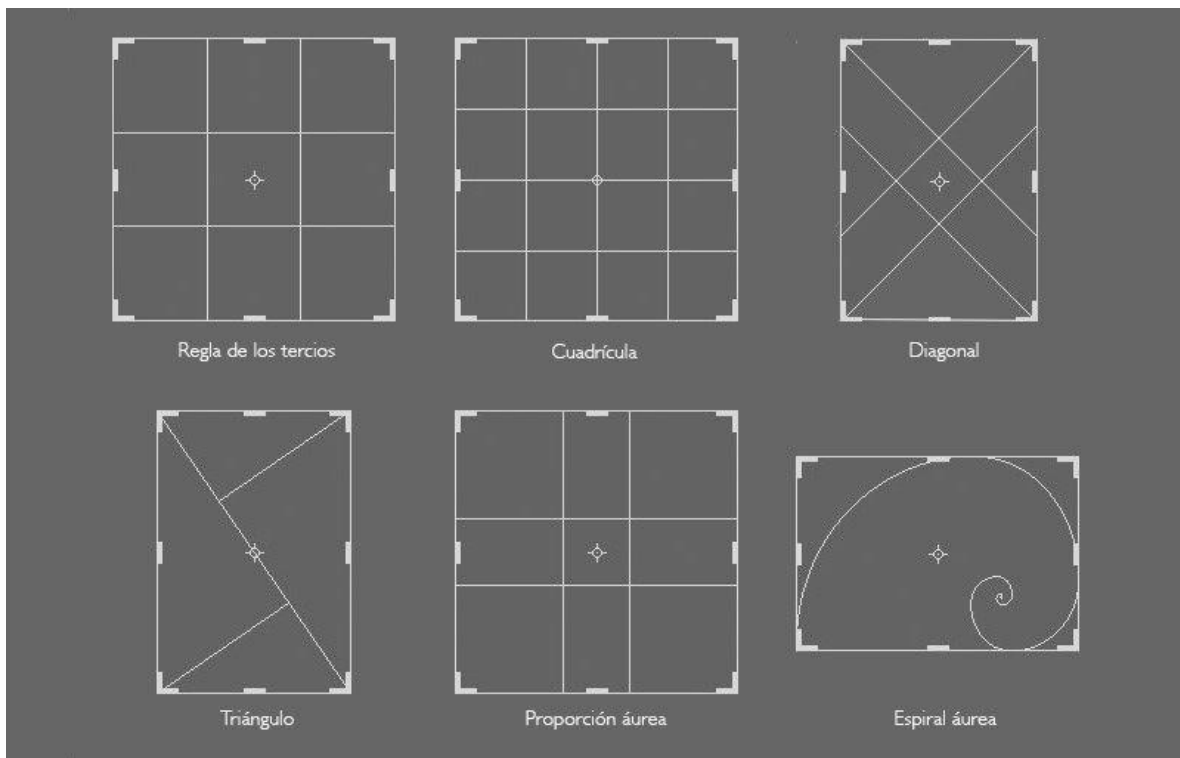 Regla de los tercios
Cuadrícula
Diagonal
Triángulo
Proporción áurea
Espiral áurea